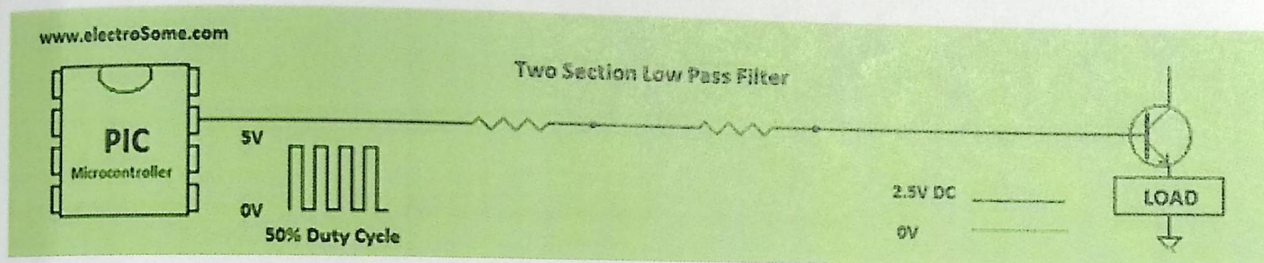 www.electroSome.com
Two Section Low Pass Filter
PIC
Microcontroller
5V
0V
50% Duty Cycle
2.5V DC
0V
LOAD